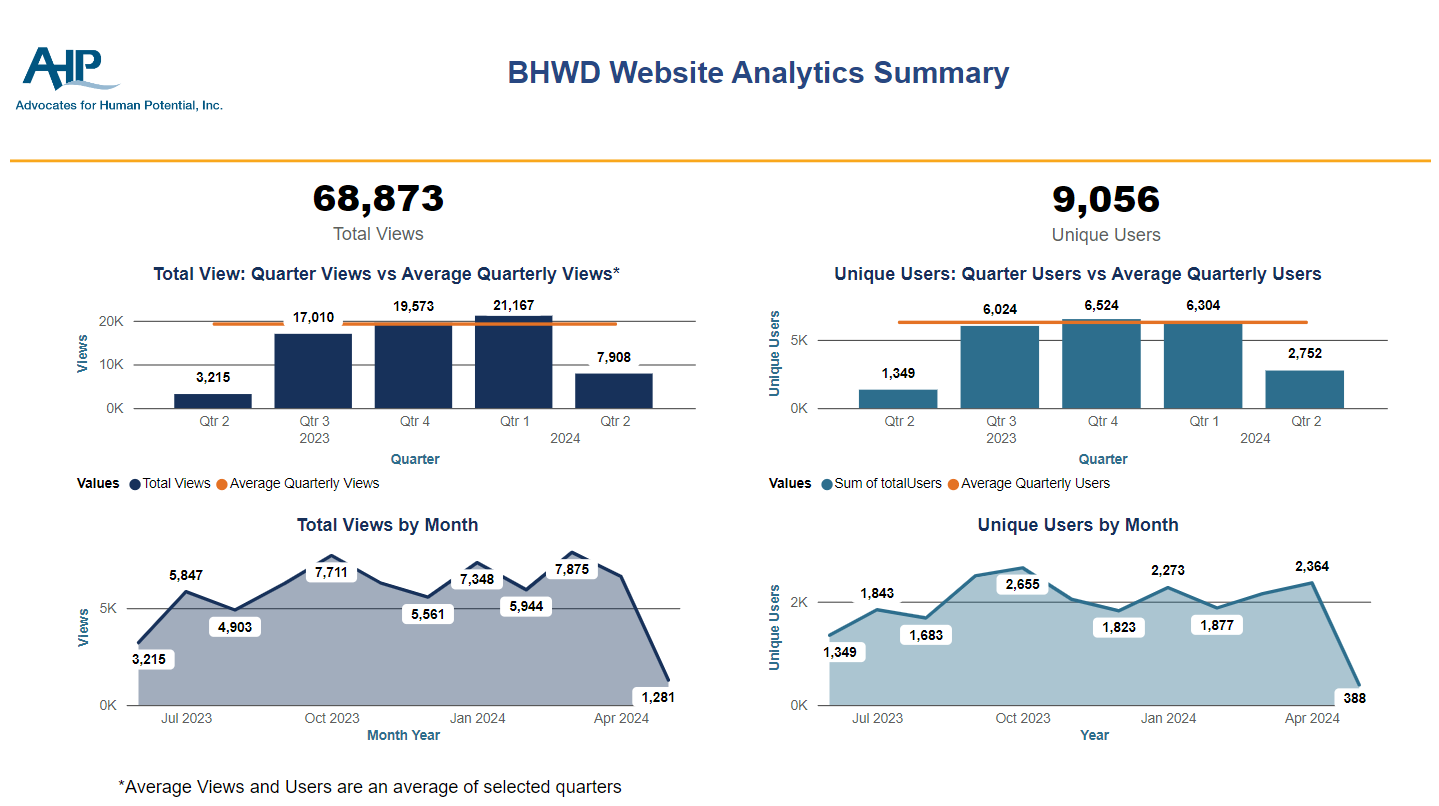 AHP
Advocates for Human Potential, Inc.
BHWD Website Analytics Summary
68,873
Total Views
9,056
Unique Users
Total View: Quarter Views vs Average Quarterly Views*
Views
20K
10K
0K
3,215
17,010
19,573
21,167
7,908
Qtr 2
Qtr 3
Qtr 4
Qtr 1
Qtr 2
2023
2024
Quarter
Values Total Views Average Quarterly Views
Unique Users: Quarter Users vs Average Quarterly Users
Unique Users
5K
0K
1,349
6,024
6,524
6,304
2,752
Qtr 2
Qtr 3
Qtr 4
Qtr 1
Qtr 2
2023
2024
Quarter
Values Sum of totalUsers Average Quarterly Users
Total Views by Month
Views
5K
0K
3,215
5,847
4,903
7,711
5,561
7,348
5,944
7,875
1,281
Jul 2023
Oct 2023
Jan 2024
Apr 2024
Month Year
Unique Users by Month
Unique Users
2K
0K
1,349
1,843
1,683
2,655
1,823
2,273
1,877
2,364
388
Jul 2023
Oct 2023
Jan 2024
Apr 2024
Year
*Average Views and Users are an average of selected quarters